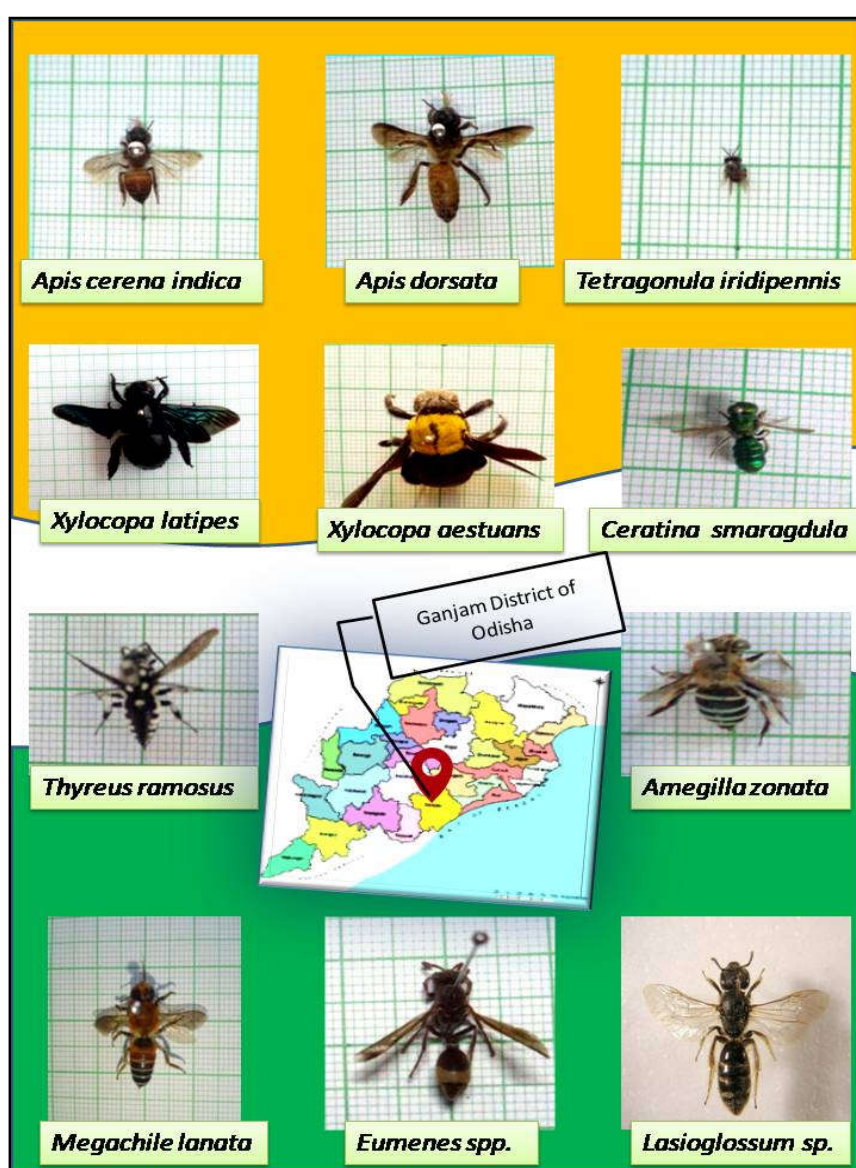 Apis cerena indica
Apis dorsata
Tetragonula iridipennis
Xylocopa latipes
Xylocopa aestuans
Ceratina smaragdula
Ganjam District of
Odisha
Thyreus ramosus
Amegilla zonata
Megachile lanata
Eumenes spp.
Lasioglossum sp.